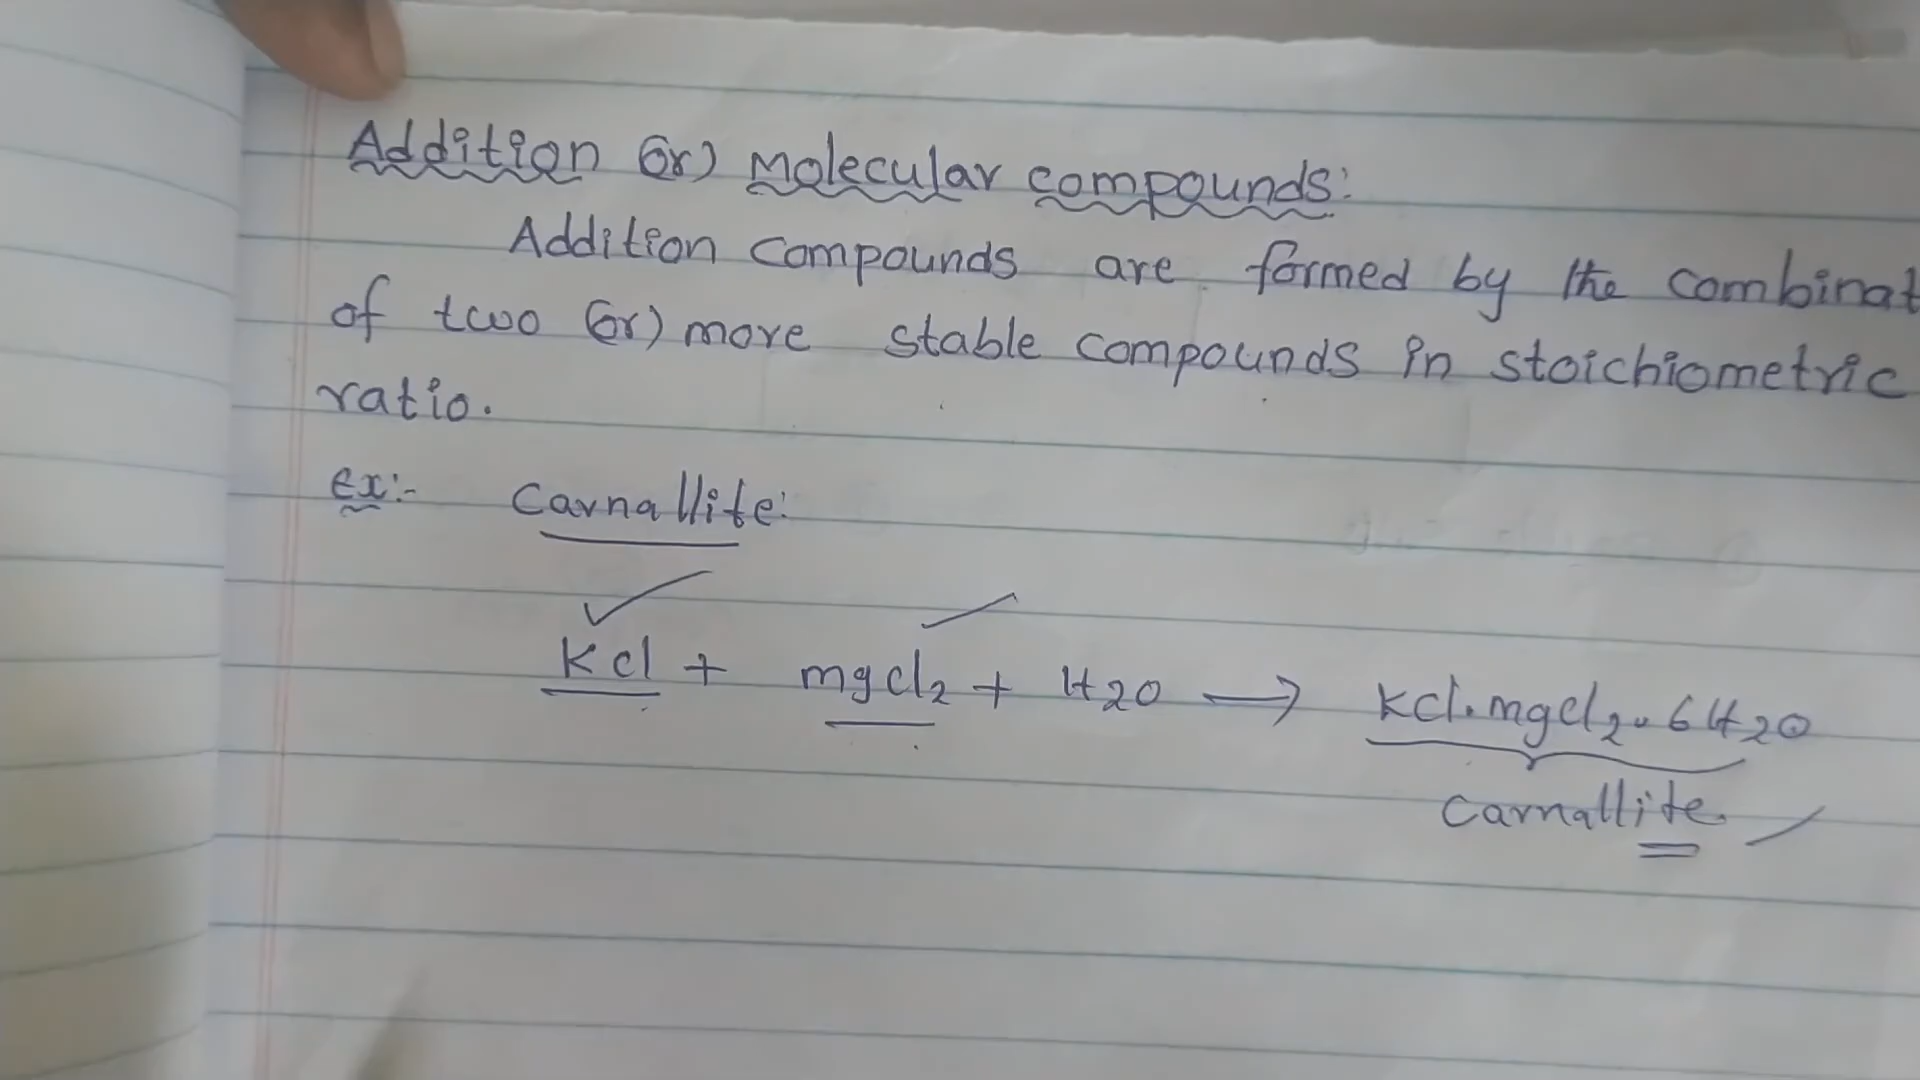 Addition (or) Molecular compounds:
Addition compounds are formed by the combinat
of two (or) more stable compounds in stoichiometric
ratio.
ex:- Carnallite:
KCl + mgcl2 + H2O → KCl.mgcl2.6H2O
Carnallite.